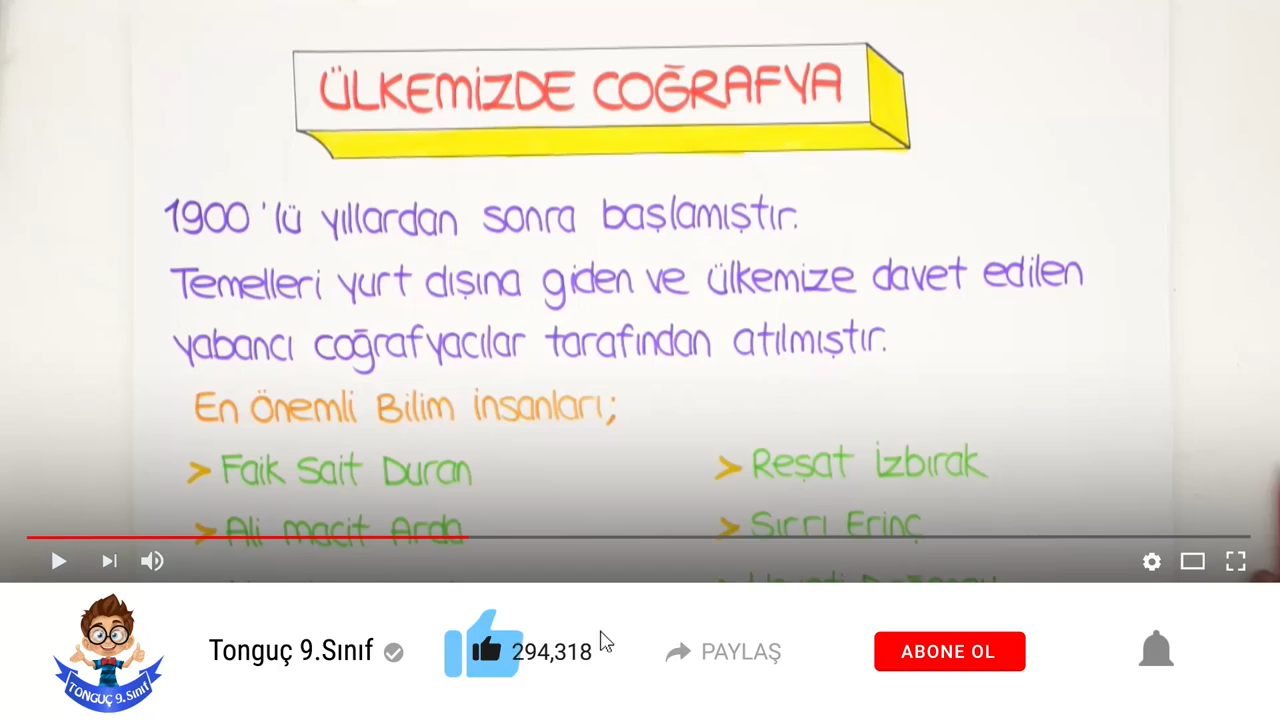 ÜLKEMİZDE COĞRAFYA
1900'lü yıllardan sonra başlamıştır.
Temelleri yurt dışına giden ve ülkemize davet edilen
yabancı coğrafyacılar tarafından atılmıştır.
En Önemli Bilim İnsanları;
> Faik Sait Duran
> Reşat İzbırak
> Ali Macit Arda
> Sırrı Erinç
Tonguç 9.Sınıf
294,318
PAYLAŞ
ABONE OL
TONGUÇ 9.Sınıf